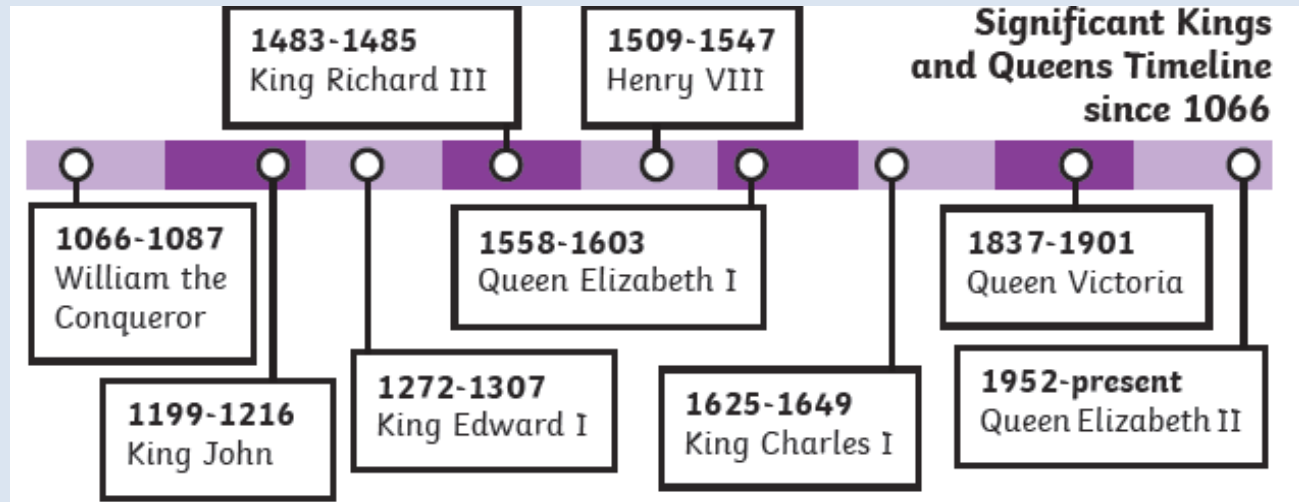 Significant Kings
and Queens Timeline
since 1066
1483-1485
King Richard III
1509-1547
Henry VIII
1066-1087
William the
Conqueror
1199-1216
King John
1272-1307
King Edward I
1558-1603
Queen Elizabeth I
1625-1649
King Charles I
1837-1901
Queen Victoria
1952-present
Queen Elizabeth II